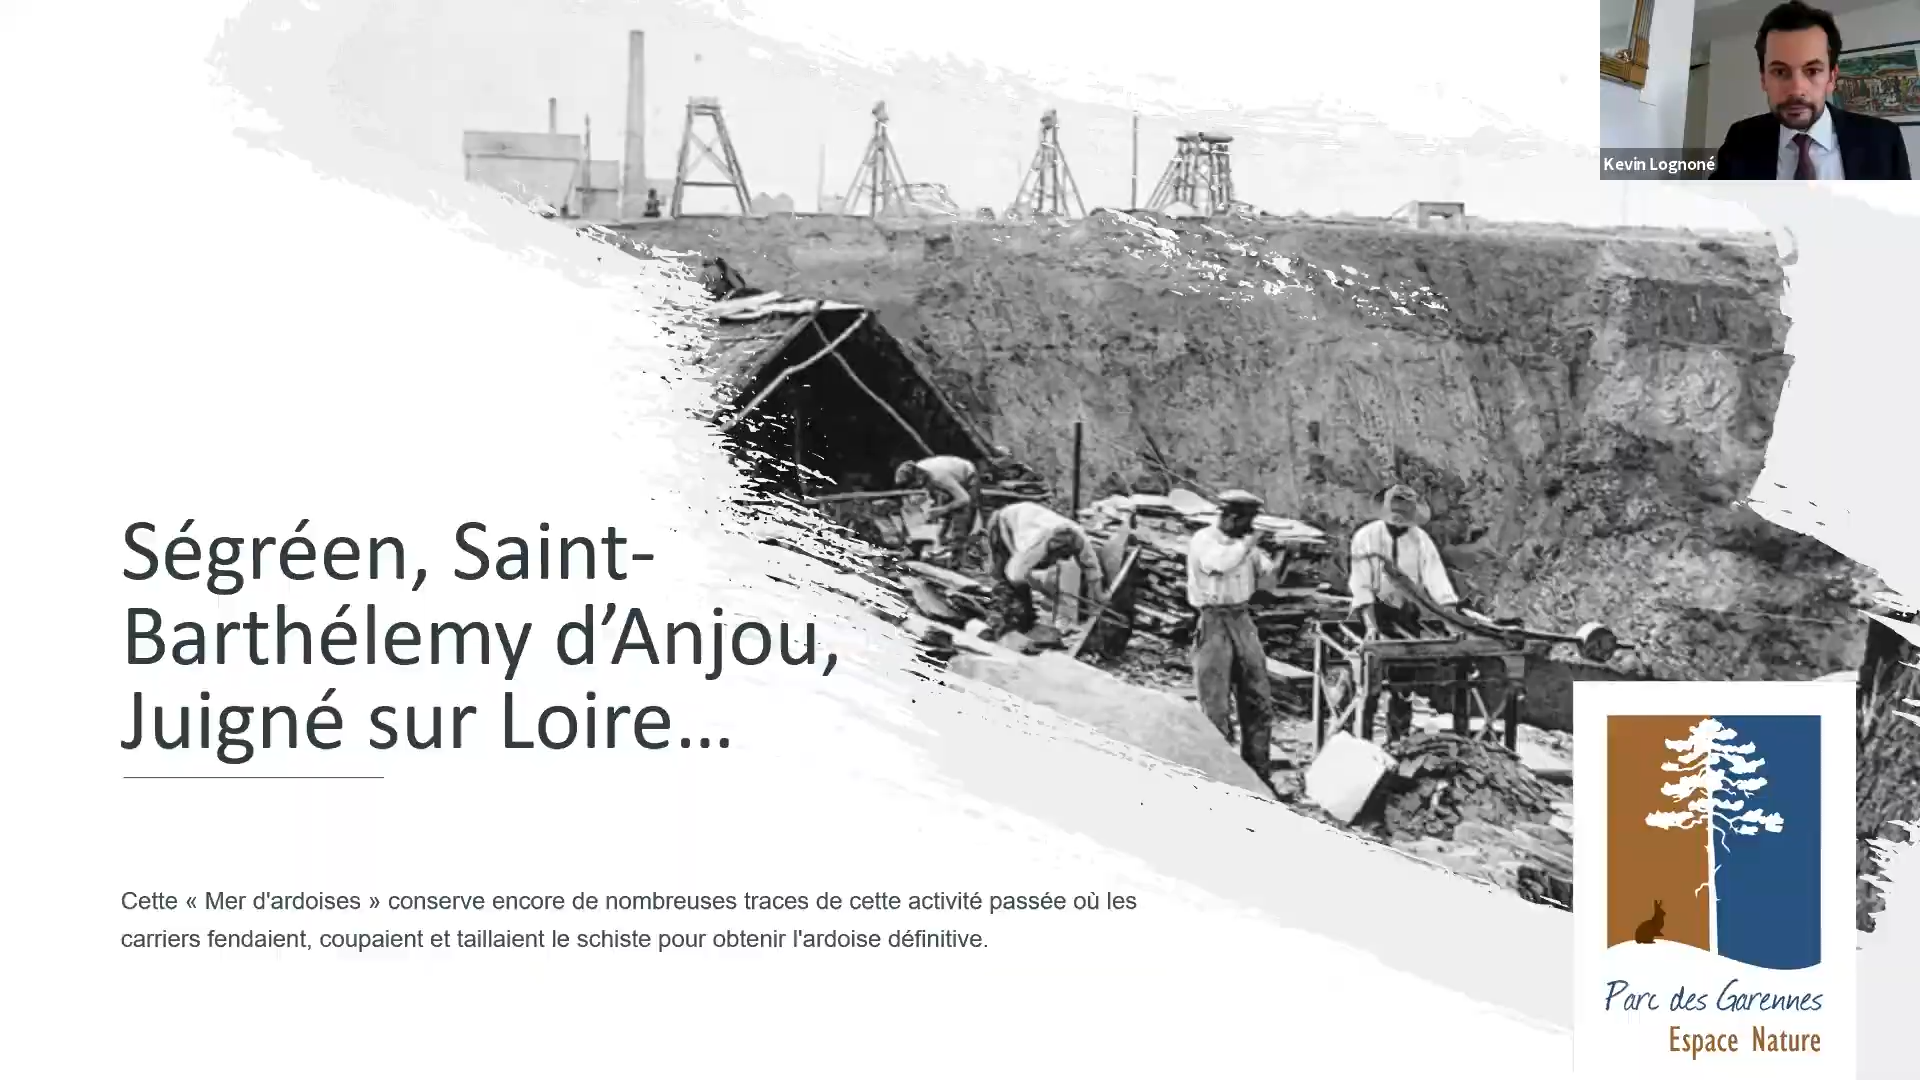 Kevin Lognoné
Ségréen, Saint-
Barthélemy d’Anjou,
Juigné sur Loire…
Cette « Mer d'ardoises » conserve encore de nombreuses traces de cette activité passée où les
carriers fendaient, coupaient et taillaient le schiste pour obtenir l'ardoise définitive.
Parc des Garennes
Espace Nature